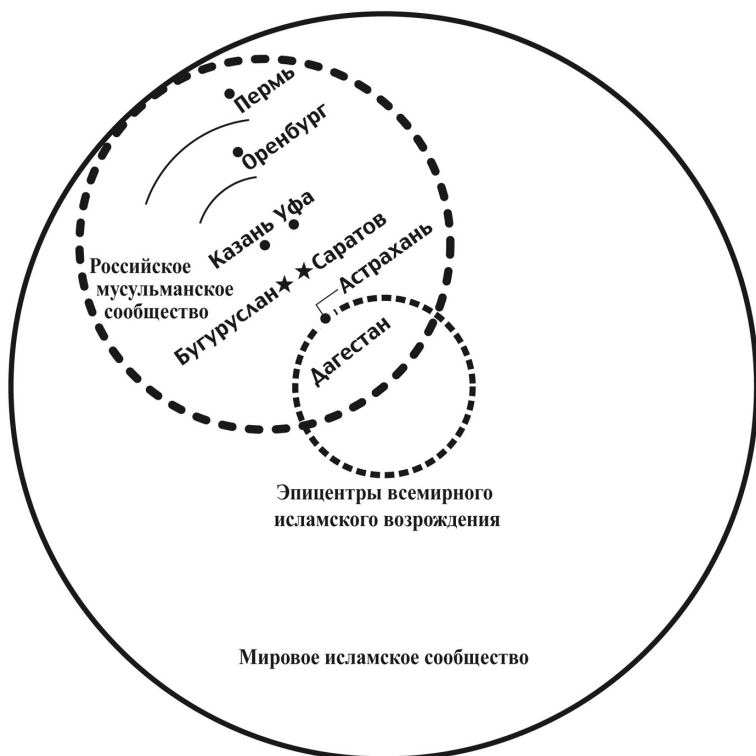 Пермь
Оренбург
Казань Уфа
Бугуруслан Саратов
Астрахань
Российское
мусульманское
сообщество
Дагестан
Эпицентры всемирного
исламского возрождения
Мировое исламское сообщество